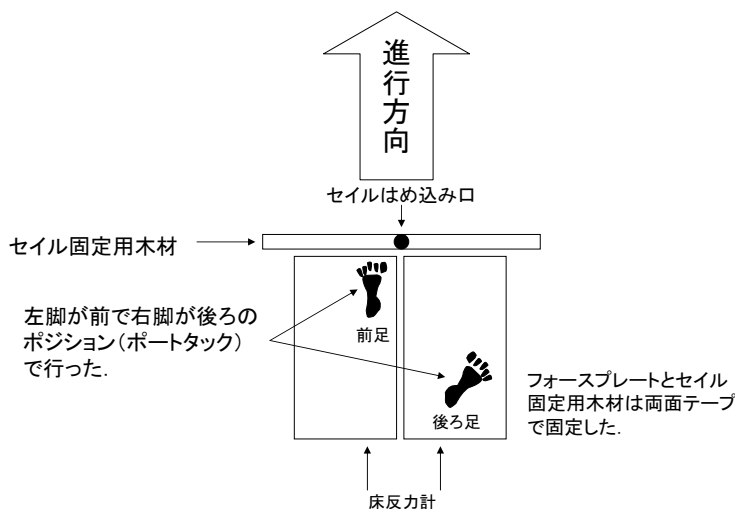 進行方向
セイルはめ込み口
セイル固定用木材
左脚が前で右脚が後ろの
ポジション（ポートタック）
で行った．
前足
後ろ足
フォースプレートとセイル
固定用木材は両面テープ
で固定した．
床反力計